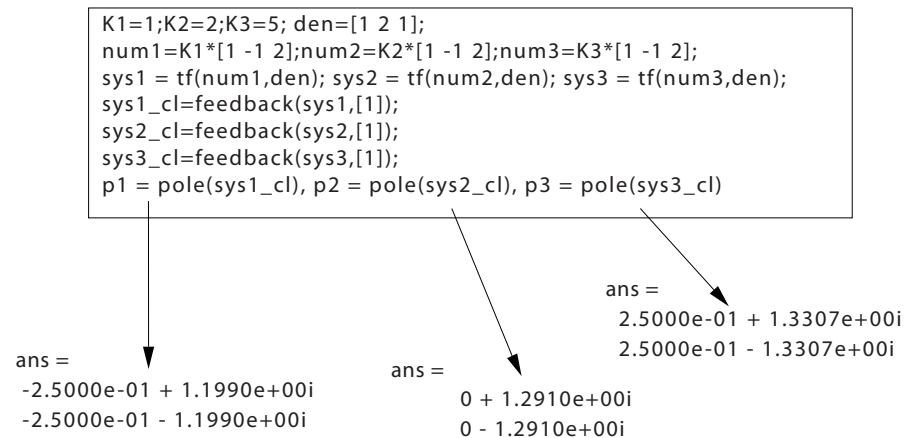 K1=1;K2=2;K3=5; den=[1 2 1];
num1=K1*[1 -1 2];num2=K2*[1 -1 2];num3=K3*[1 -1 2];
sys1 = tf(num1,den); sys2 = tf(num2,den); sys3 = tf(num3,den);
sys1_cl=feedback(sys1,[1]);
sys2_cl=feedback(sys2,[1]);
sys3_cl=feedback(sys3,[1]);
p1 = pole(sys1_cl), p2 = pole(sys2_cl), p3 = pole(sys3_cl)
ans =
-2.5000e-01 + 1.1990e+00i
-2.5000e-01 - 1.1990e+00i
ans =
0 + 1.2910e+00i
0 - 1.2910e+00i
ans =
2.5000e-01 + 1.3307e+00i
2.5000e-01 - 1.3307e+00i